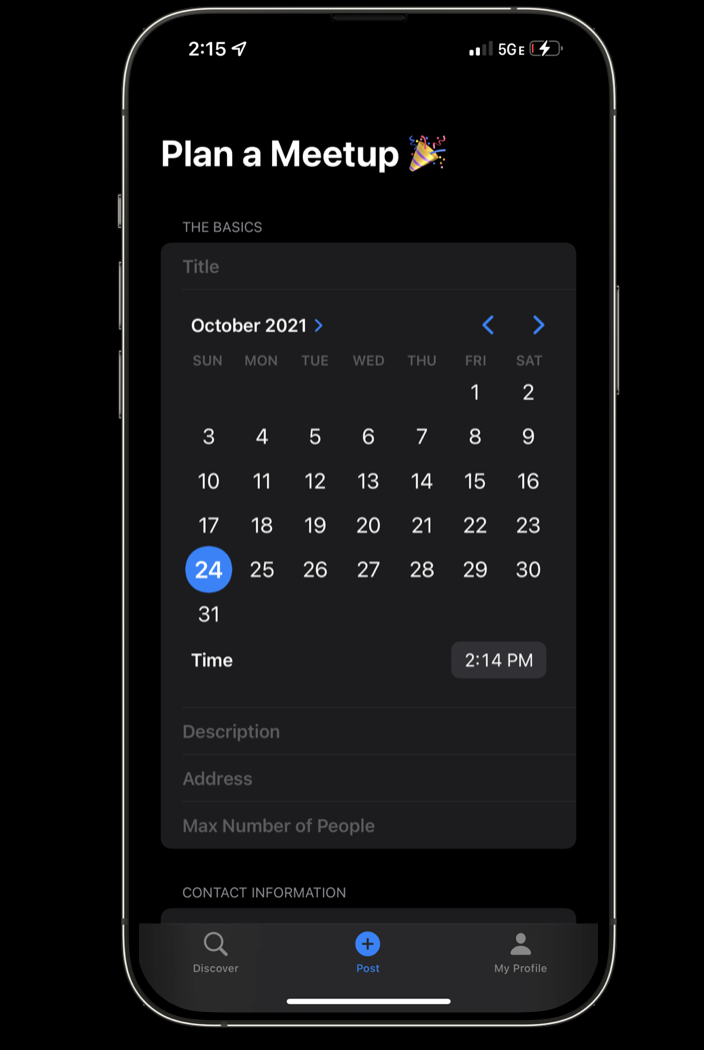 2:15 5GE
Plan a Meetup 🎉
THE BASICS
Title
October 2021
SUN MON TUE WED THU FRI SAT
1 2
3 4 5 6 7 8 9
10 11 12 13 14 15 16
17 18 19 20 21 22 23
24 25 26 27 28 29 30
31
Time 2:14 PM
Description
Address
Max Number of People
CONTACT INFORMATION
Discover Post My Profile